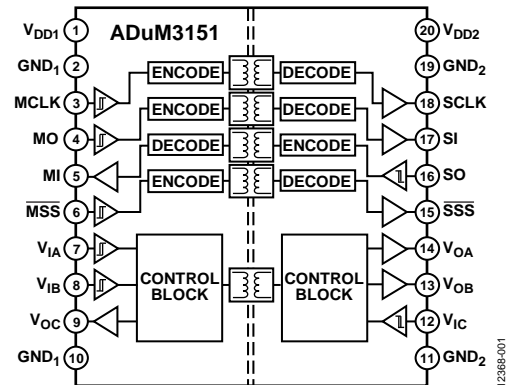 ADuM3151
VDD1 1
20 VDD2
GND1 2
19 GND2
ENCODE DECODE
MCLK 3
18 SCLK
ENCODE DECODE
MO 4
17 SI
DECODE ENCODE
MI 5
16 SO
ENCODE DECODE
MSS 6
15 SSS
VIA 7
14 VOA
CONTROL BLOCK
CONTROL BLOCK
VIB 8
13 VOB
VOC 9
12 VIC
GND1 10
11 GND2
12368-001